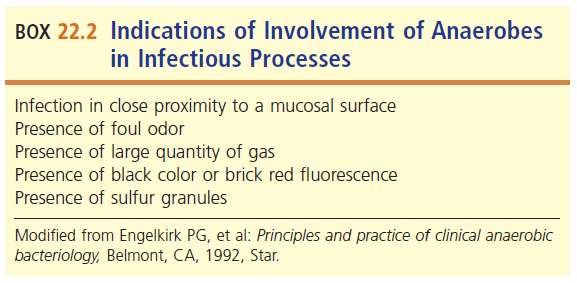 BOX 22.2 Indications of Involvement of Anaerobes
in Infectious Processes
Infection in close proximity to a mucosal surface
Presence of foul odor
Presence of large quantity of gas
Presence of black color or brick red fluorescence
Presence of sulfur granules
Modified from Engelkirk PG, et al: Principles and practice of clinical anaerobic
bacteriology, Belmont, CA, 1992, Star.